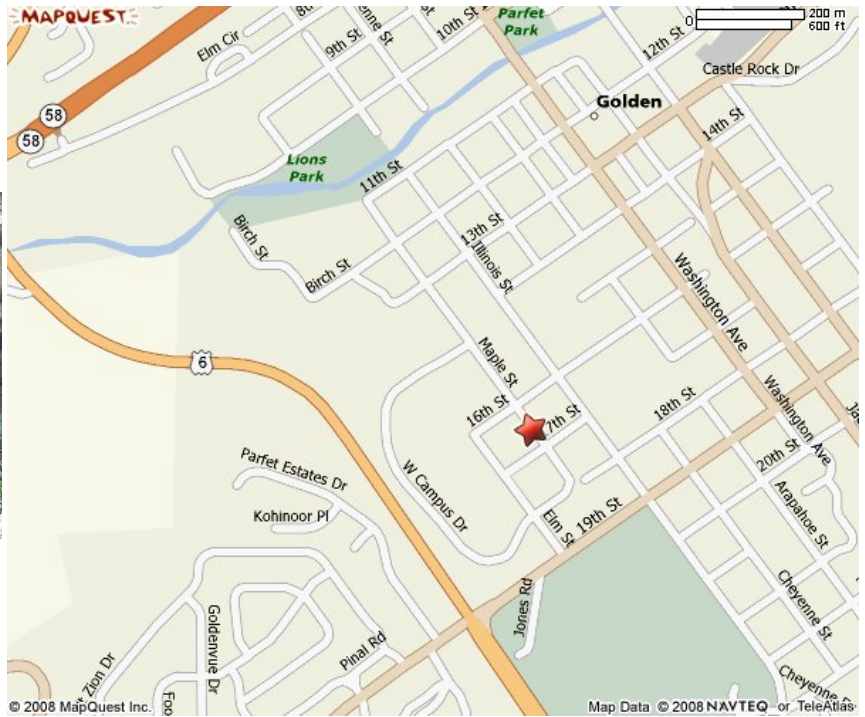 MAPQUEST
Parfet
Park
0
200 m
600 ft
Elm Cir
9th St
10th St
12th St
Castle Rock Dr
58
58
Golden
14th St
Lions
Park
11th St
Birch St
13th St
Illinois St
Birch St
Washington Ave
6
Maple St
16th St
7th St
18th St
Washington Ave
Parfet Estates Dr
W Campus Dr
20th St
Kohinoor Pl
Elm St
19th St
Arapahoe St
Goldenvue Dr
Jones Rd
Cheyenne St
Pinal Rd
t Zion Dr
Foo
Cheyenne D
© 2008 MapQuest Inc.
Map Data © 2008 NAVTEQ or TeleAtlas